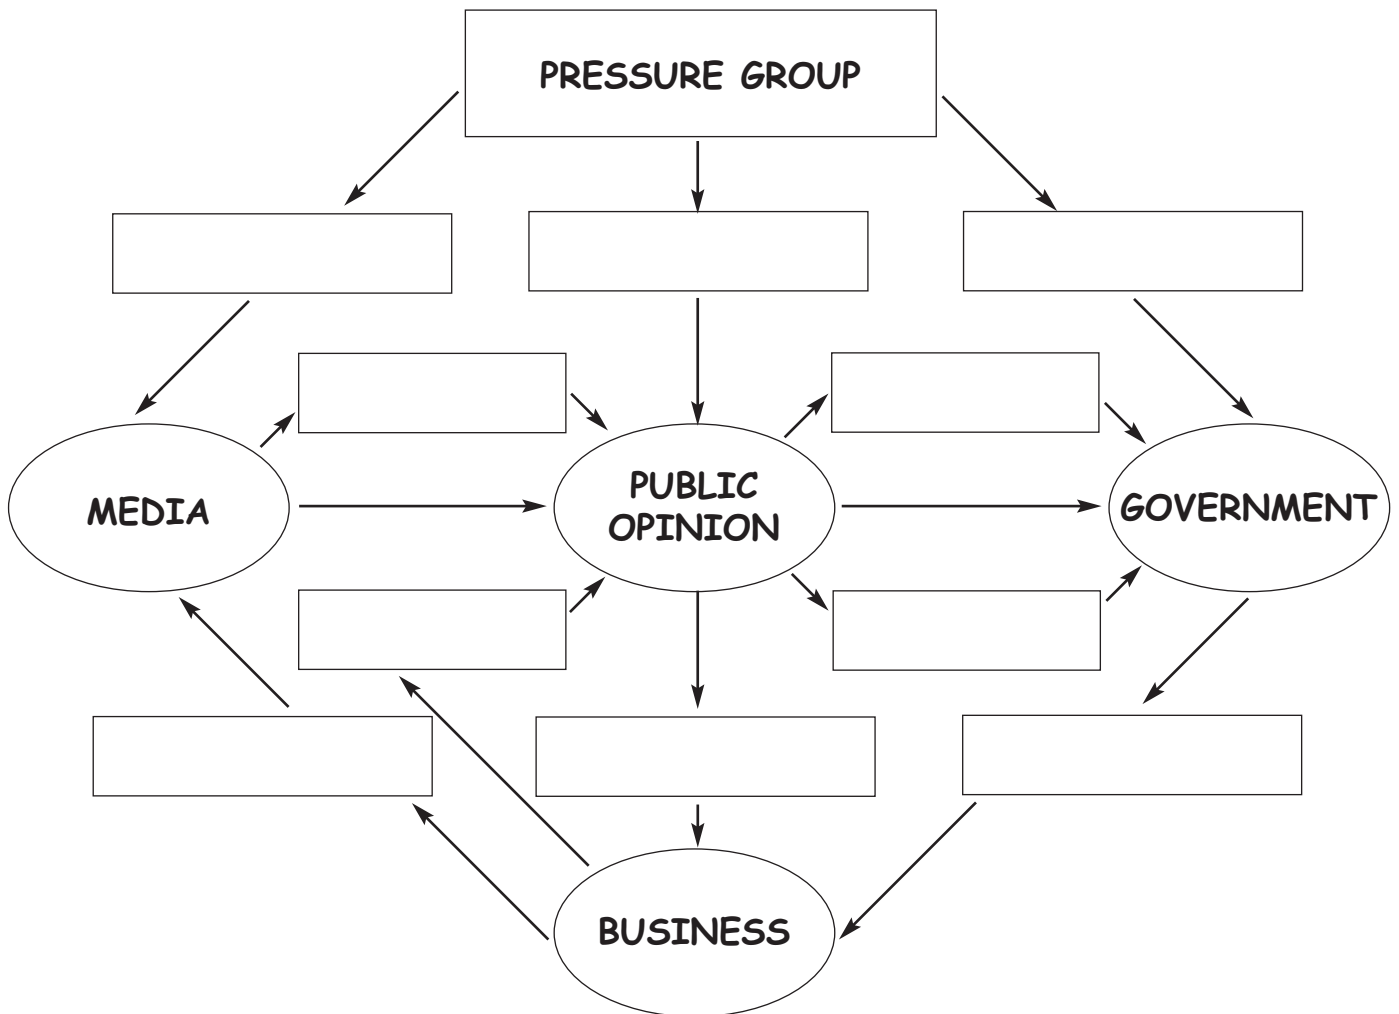 PRESSURE GROUP
MEDIA
PUBLIC
OPINION
GOVERNMENT
BUSINESS